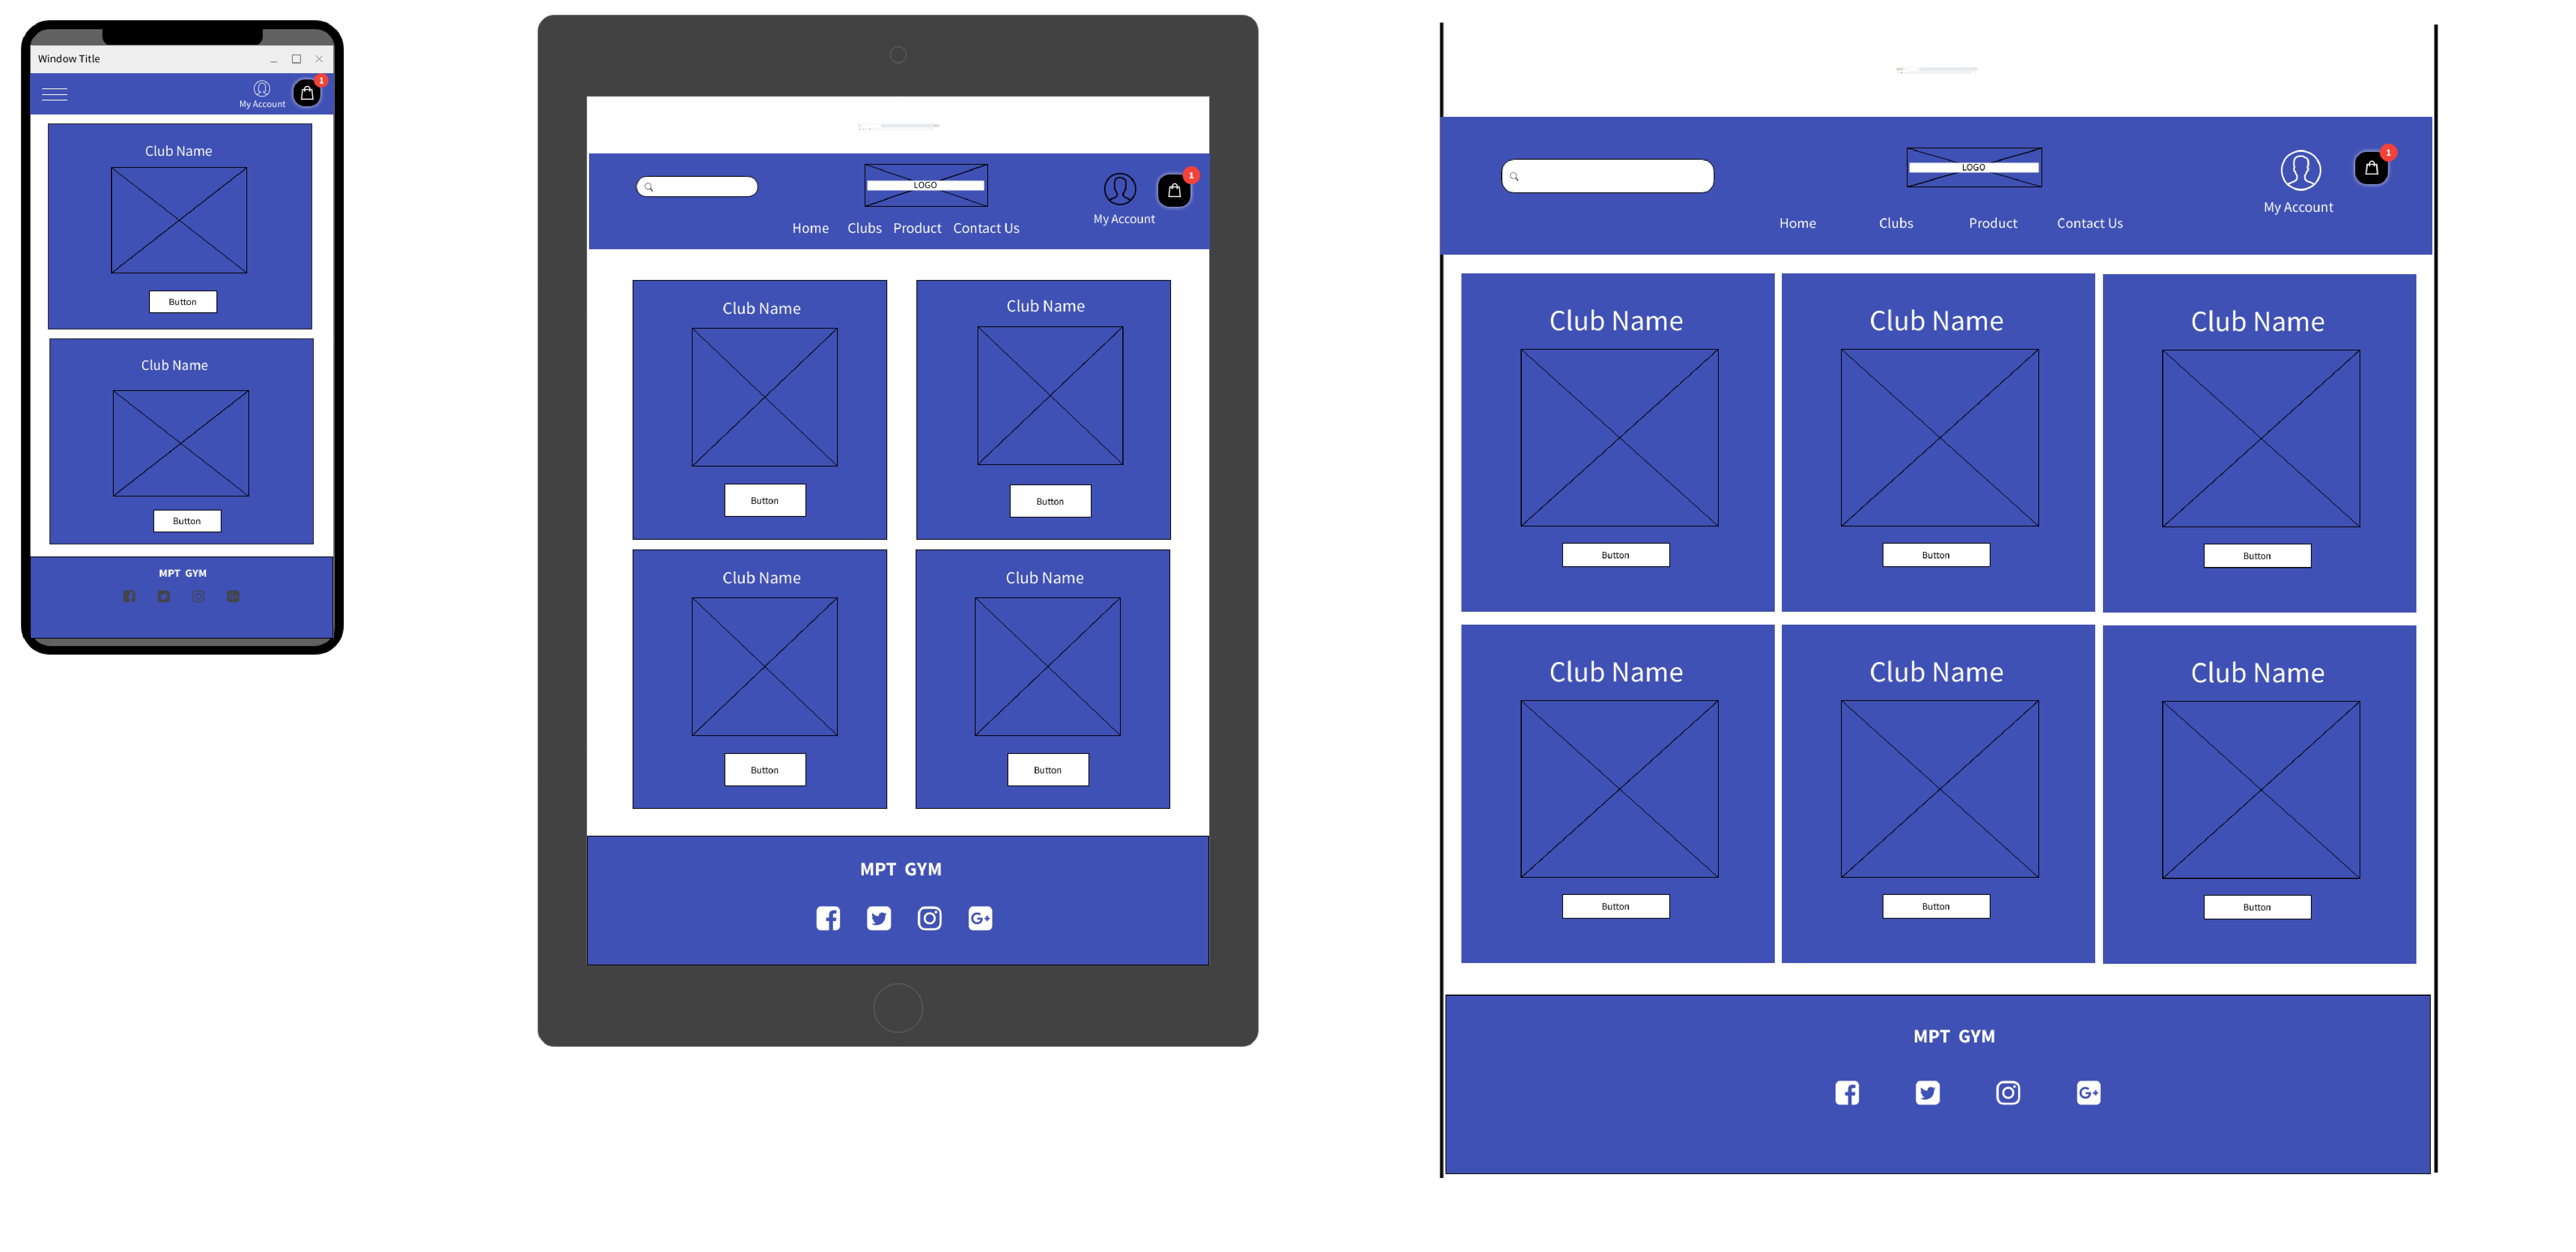 Window Title
My Account
1
Club Name
Button
Club Name
Button
MPT GYM
LOGO
1
My Account
Home Clubs Product Contact Us
Club Name Club Name
Button Button
Club Name Club Name
Button Button
MPT GYM
G+
LOGO
1
My Account
Home Clubs Product Contact Us
Club Name Club Name Club Name
Button Button Button
Club Name Club Name Club Name
Button Button Button
MPT GYM
G+